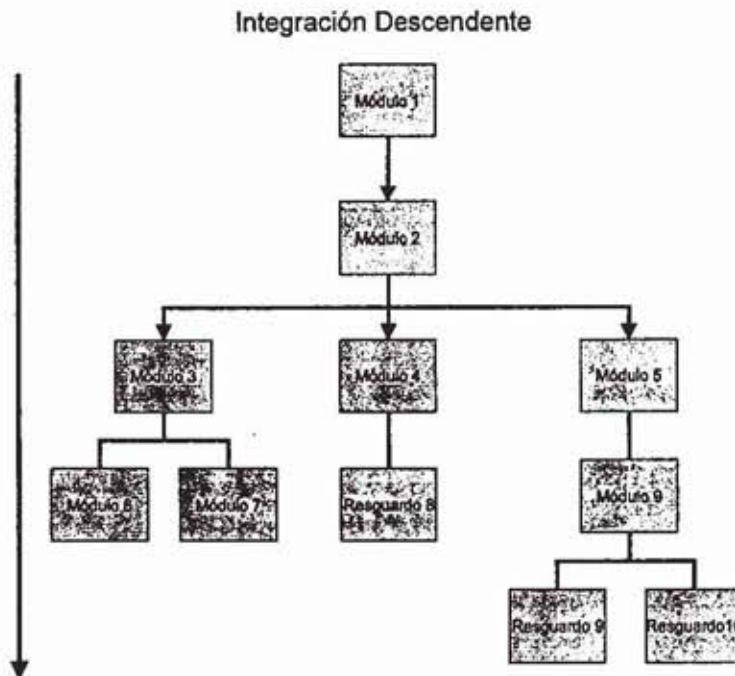 Integración Descendente
Módulo 1
Módulo 2
Módulo 3
Módulo 4
Módulo 5
Módulo 6
Módulo 7
Resguardo 8
Módulo 9
Resguardo 9
Resguardo10